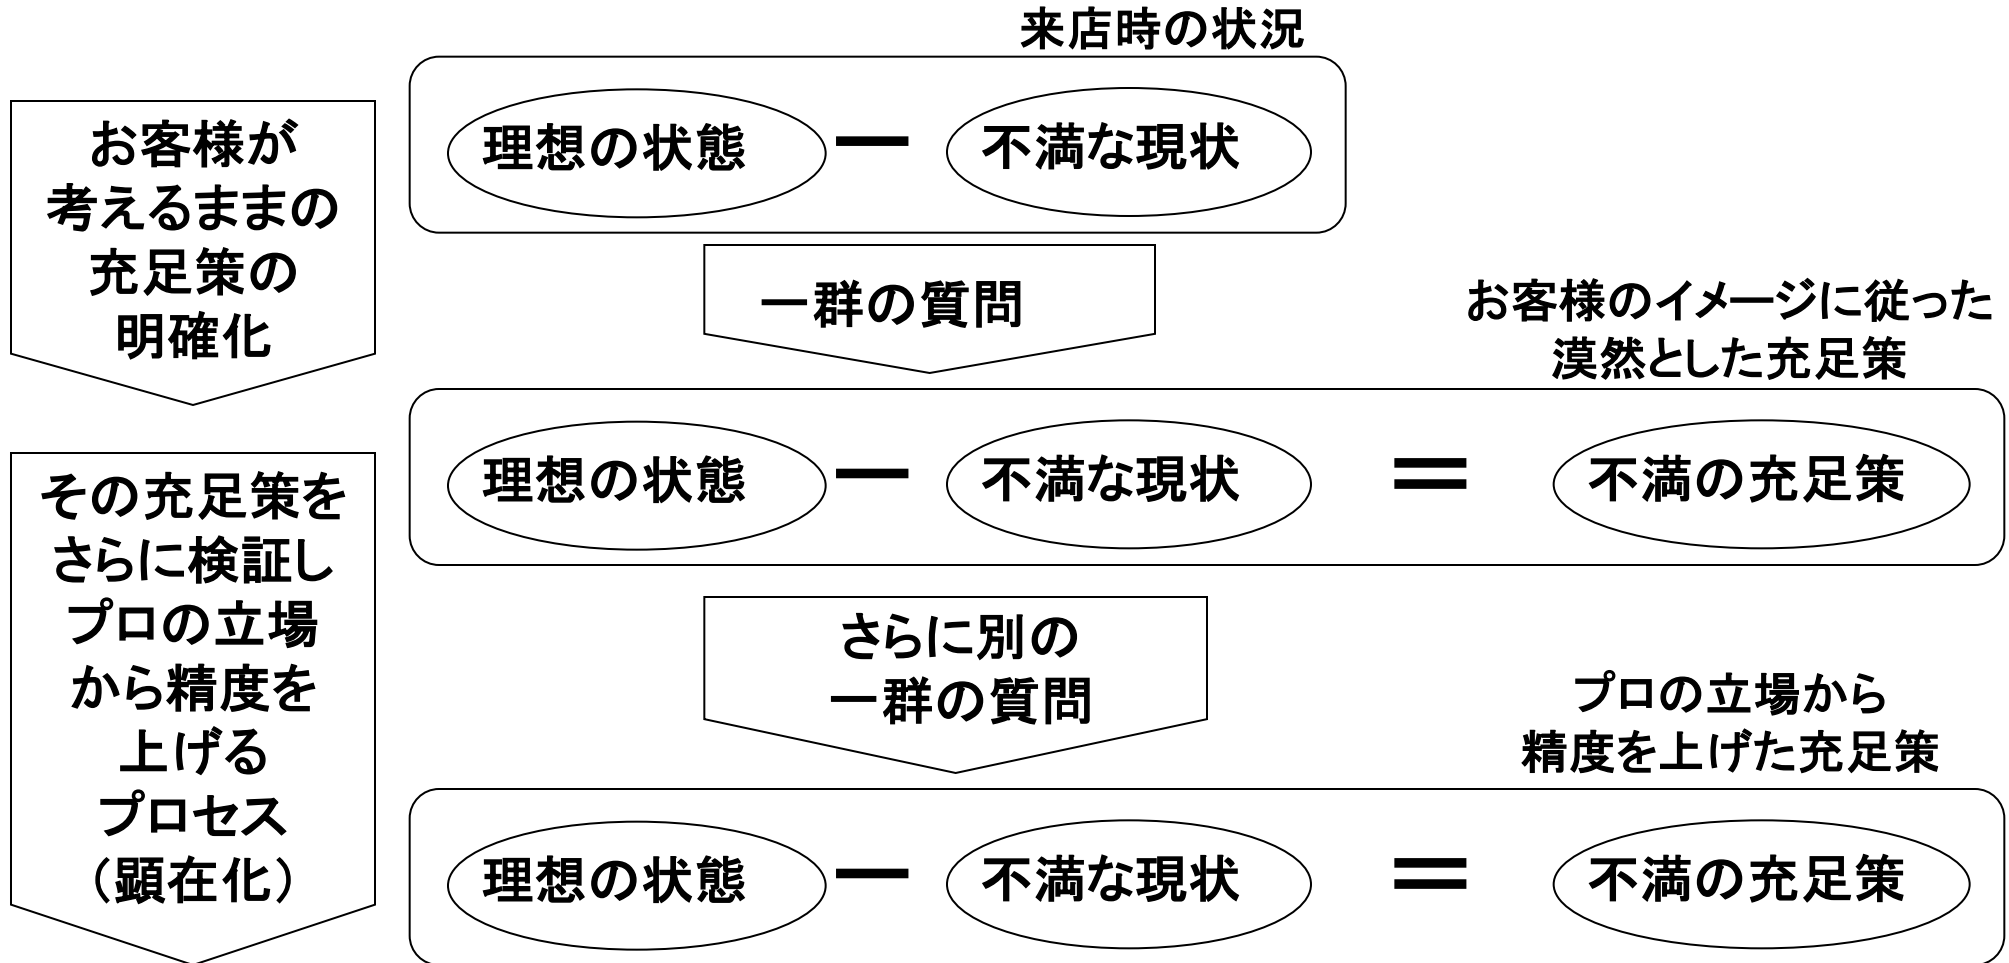 来店時の状況
お客様が
考えるままの
充足策の
明確化
理想の状態 ー 不満な現状
一群の質問
お客様のイメージに従った
漠然とした充足策
理想の状態 ー 不満な現状 ＝ 不満の充足策
その充足策を
さらに検証し
プロの立場
から精度を
上げる
プロセス
（顕在化）
さらに別の
一群の質問
プロの立場から
精度を上げた充足策
理想の状態 ー 不満な現状 ＝ 不満の充足策